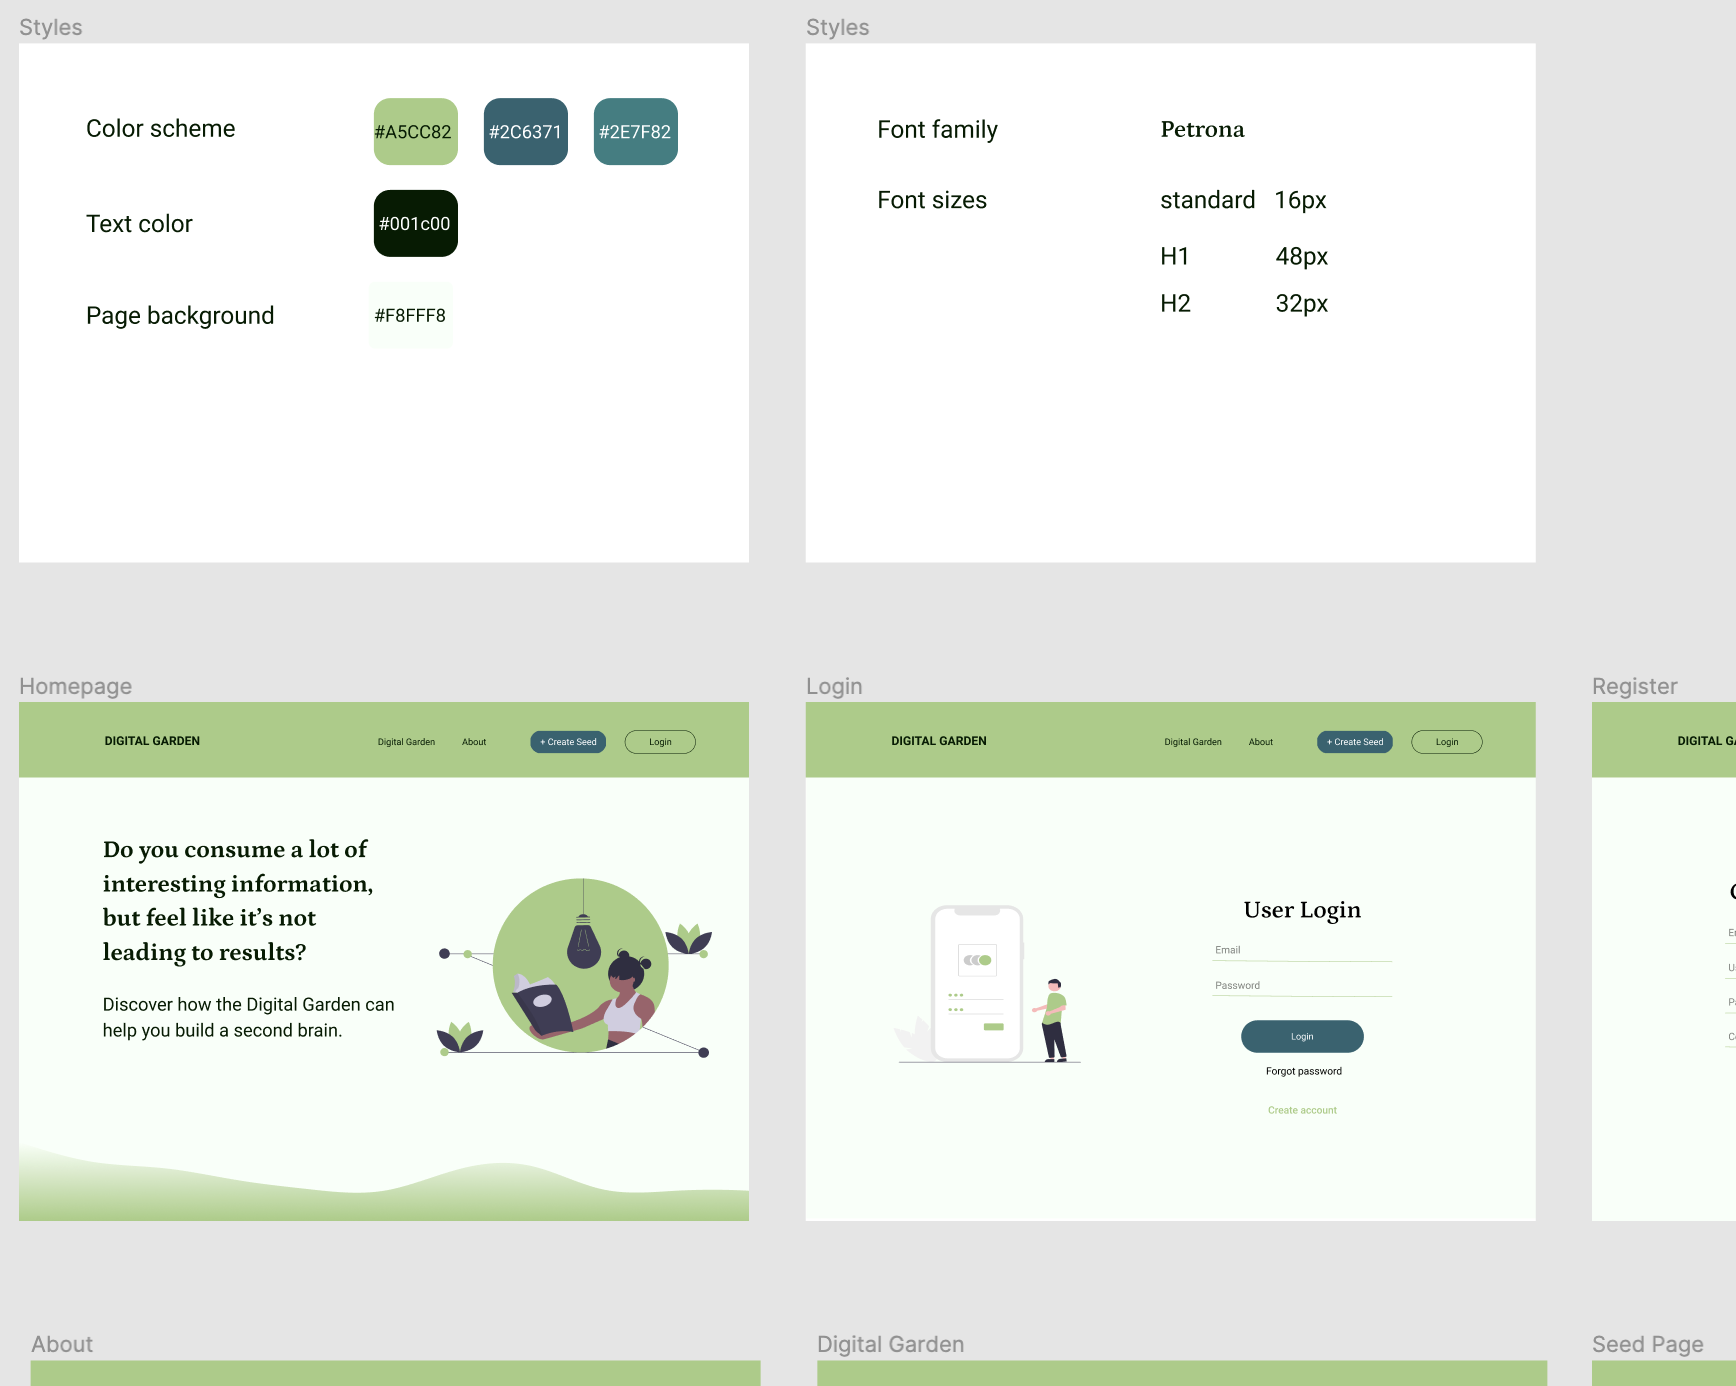 Styles
Color scheme
#A5CC82 #2C6371 #2E7F82
Text color
#001c00
Page background
#F8FFF8
Styles
Font family Petrona
Font sizes standard 16px
H1 48px
H2 32px
Homepage
DIGITAL GARDEN Digital Garden About + Create Seed Login
Do you consume a lot of
interesting information,
but feel like it's not
leading to results?
Discover how the Digital Garden can
help you build a second brain.
Login
DIGITAL GARDEN Digital Garden About + Create Seed Login
User Login
Email
Password
Login
Forgot password
Create account
Register
DIGITAL
About
Digital Garden
Seed Page